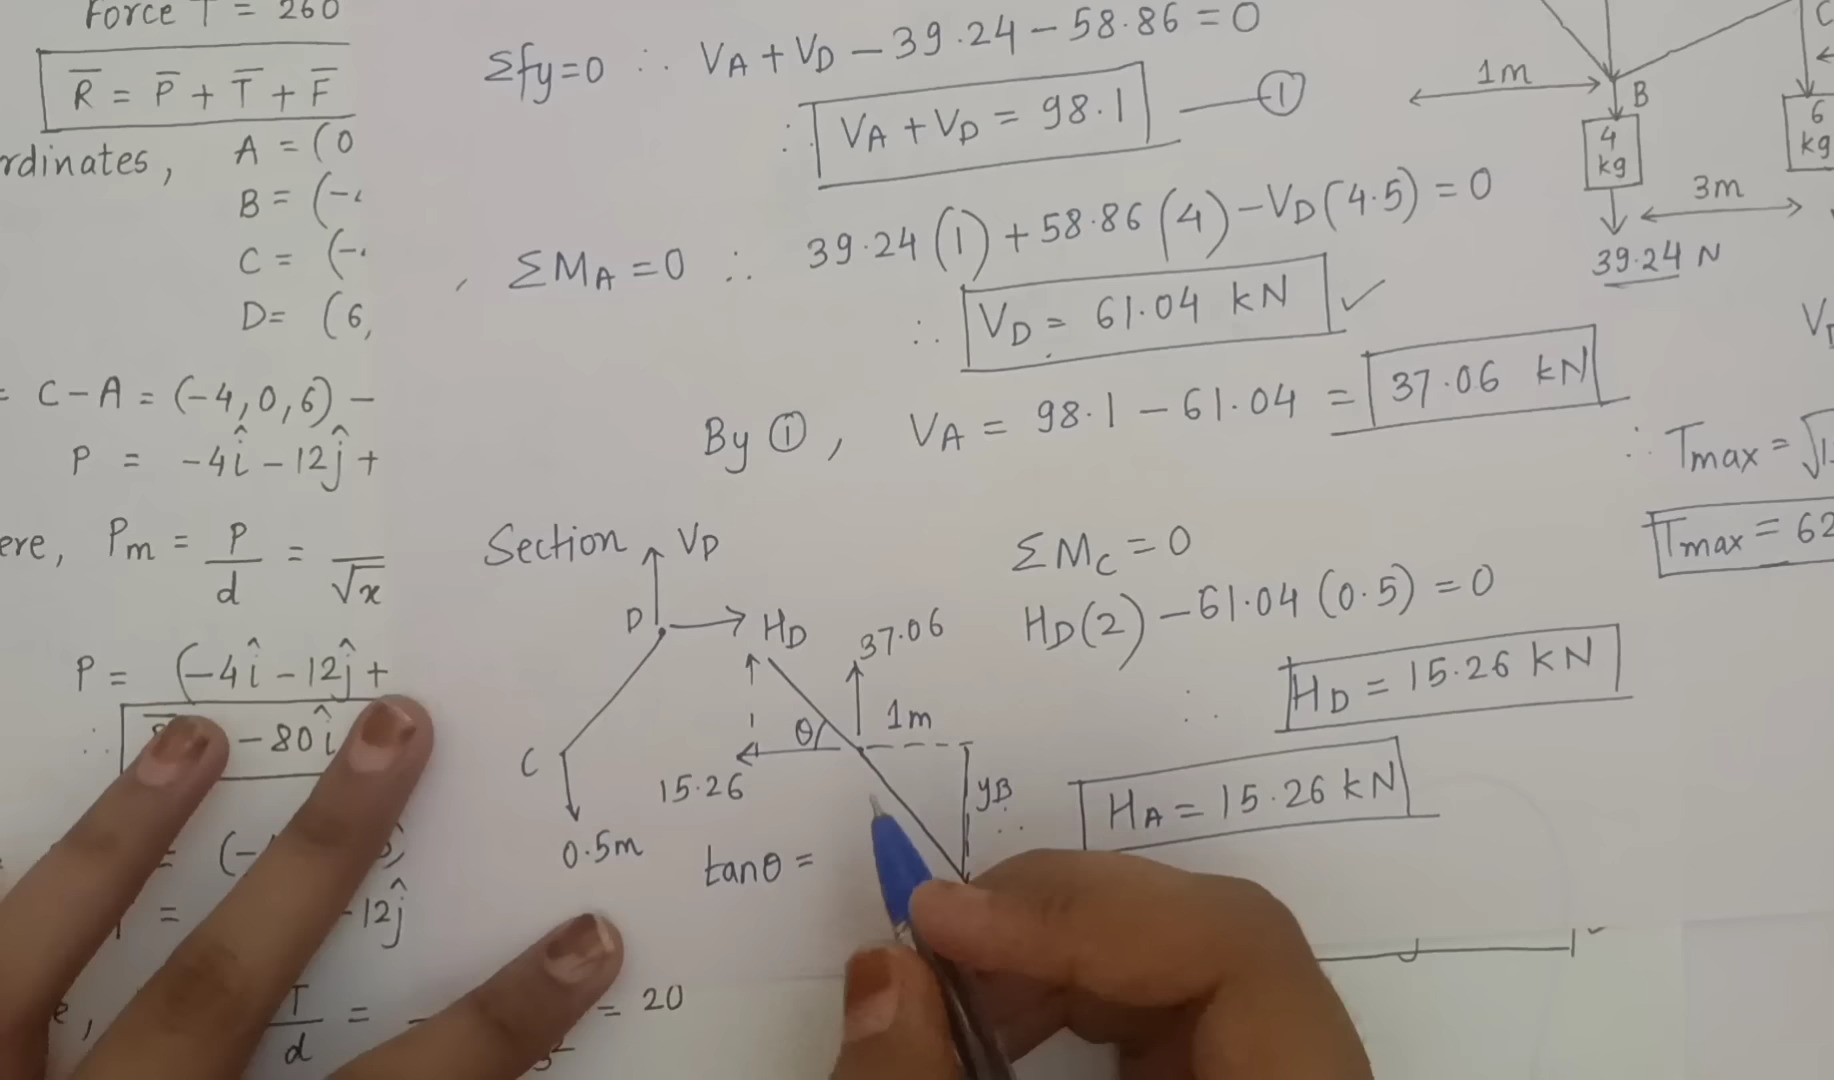 Force T = 260
R̅ = P̅ + T̅ + F̅
rdinates, A = (0
B = (-
C = (-
D= (6,
= C-A = (-4,0,6) -
P = -4î -12ĵ +
ere, Pm = P/d = /√x
P = (-4î -12ĵ +
∴ -80î
= (-
= -12ĵ
e, T/d = - = 20
Σfy=0 ∴ VA + VD - 39.24 - 58.86 = 0
∴ VA + VD = 98.1 — ①
, ΣMA = 0 ∴ 39.24 (1) + 58.86 (4) - VD (4.5) = 0
∴ VD = 61.04 kN ✓
By ①, VA = 98.1 - 61.04 = 37.06 kN
Section
VD
D HD
C
0.5m
37.06
θ 1m
15.26
yB
tanθ =
ΣMC = 0
HD(2) - 61.04 (0.5) = 0
∴ HD = 15.26 kN
∴ HA = 15.26 kN
C
1m
B
4 kg
6 kg
3m
39.24 N
∴ Tmax = √1
Tmax = 62